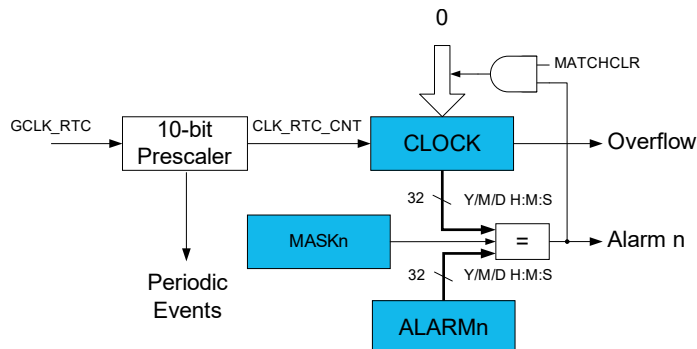 0
MATCHCLR
GCLK_RTC
10-bit
Prescaler
CLK_RTC_CNT
CLOCK
Overflow
32
Y/M/D H:M:S
MASKn
=
Alarm n
32
Y/M/D H:M:S
Periodic
Events
ALARMn